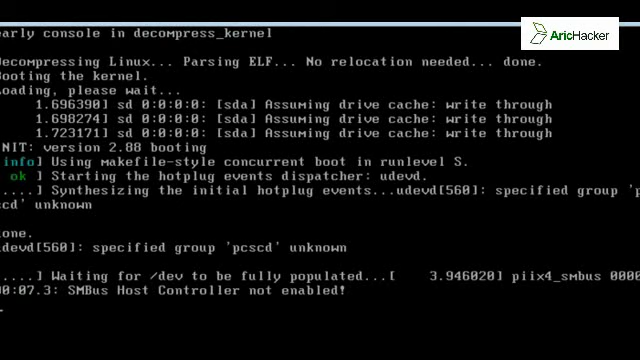 early console in decompress_kernel
AricHacker
Decompressing Linux... Parsing ELF... No relocation needed... done.
Booting the kernel.
Loading, please wait...
1.696390] sd 0:0:0:0: [sda] Assuming drive cache: write through
1.698274] sd 0:0:0:0: [sda] Assuming drive cache: write through
1.723171] sd 0:0:0:0: [sda] Assuming drive cache: write through
NIT: version 2.88 booting
info] Using makefile-style concurrent boot in runlevel S.
ok ] Starting the hotplug events dispatcher: udevd.
....] Synthesizing the initial hotplug events...udevd[560]: specified group 'p
cscd' unknown
done.
udevd[560]: specified group 'pcscd' unknown
....] Waiting for /dev to be fully populated...[ 3.946020] piix4_smbus 0000
00:07.3: SMBus Host Controller not enabled!